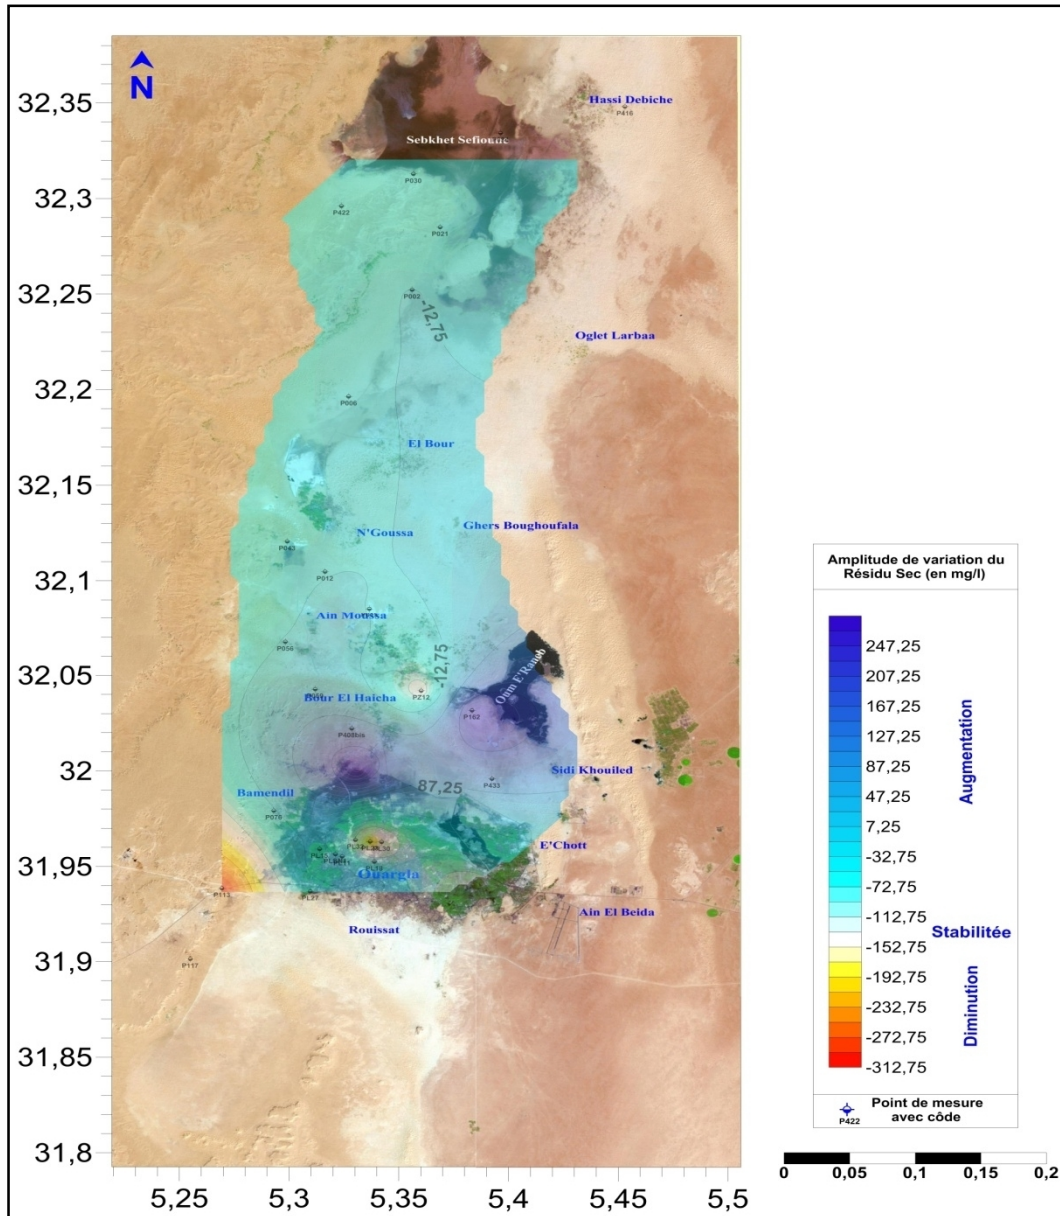 N
32,35
32,3
32,25
32,2
32,15
32,1
32,05
32
31,95
31,9
31,85
31,8
5,25
5,3
5,35
5,4
5,45
5,5
Hassi Debiche
P416
Sebkhet Sefioune
P030
P422
P021
P002
-12,75
Oglet Larbaa
P006
El Bour
N'Goussa
Ghers Boughoufala
P012
Ain Moussa
P056
-12,75
Oum E'Raneb
Bour El Haicha
PZ12
P162
P408bis
Sidi Khouiled
P433
87,25
Bamendil
P076
E'Chott
Ouargla
P113
PL27
Ain El Beida
Rouissat
P117
Amplitude de variation du
Résidu Sec (en mg/l)
247,25
207,25
167,25
127,25
87,25
47,25
7,25
-32,75
-72,75
-112,75
-152,75
-192,75
-232,75
-272,75
-312,75
Augmentation
Stabilitée
Diminution
P422
Point de mesure
avec côde
0
0,05
0,1
0,15
0,2